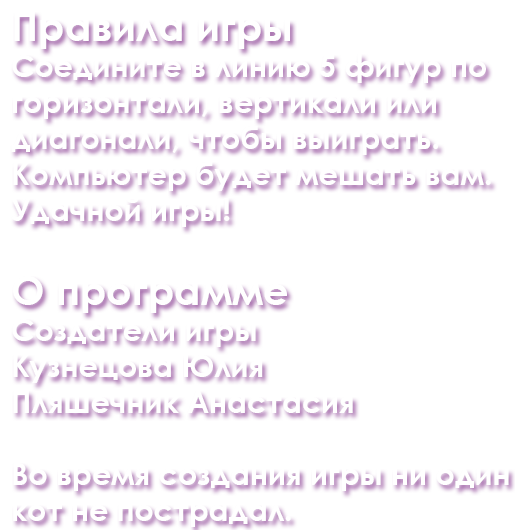 Правила игры
Соедините в линию 5 фигур по
горизонтали, вертикали или
диагонали, чтобы выиграть.
Компьютер будет мешать вам.
Удачной игры!
О программе
Создатели игры
Кузнецова Юлия
Пляшечник Анастасия
Во время создания игры ни один
кот не пострадал.